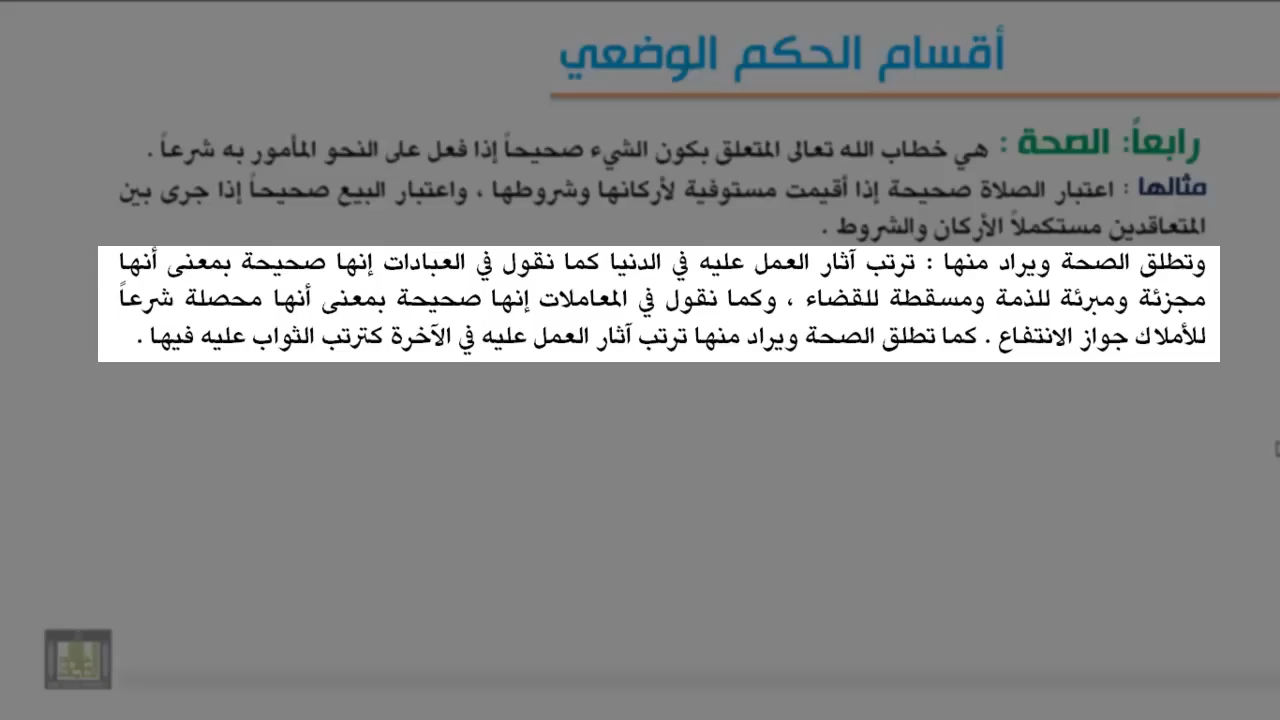 أقسام الحكم الوضعي
رابعاً: الصحة : هي خطاب الله تعالى المتعلق بكون الشيء صحيحاً إذا فعل على النحو المأمور به شرعاً .
مثالها : اعتبار الصلاة صحيحة إذا أقيمت مستوفية لأركانها وشروطها ، واعتبار البيع صحيحاً إذا جرى بين
المتعاقدين مستكملاً الأركان والشروط .
وتطلق الصحة ويراد منها : ترتب آثار العمل عليه في الدنيا كما نقول في العبادات إنها صحيحة بمعنى أنها
مجزئة ومبرئة للذمة ومسقطة للقضاء ، وكما نقول في المعاملات إنها صحيحة بمعنى أنها محصلة شرعاً
للأملاك جواز الانتفاع . كما تطلق الصحة ويراد منها ترتب آثار العمل عليه في الآخرة كترتب الثواب عليه فيها .